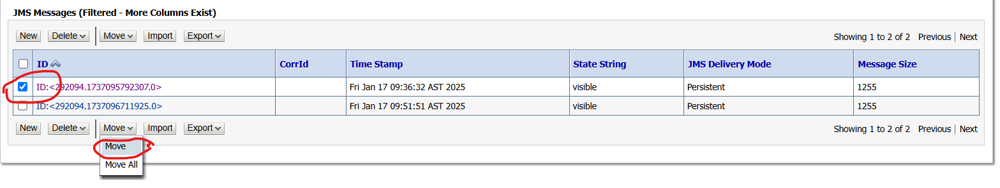 JMS Messages (Filtered - More Columns Exist)
New Delete Move Import Export Showing 1 to 2 of 2 Previous | Next
ID CorrId Time Stamp State String JMS Delivery Mode Message Size
ID:<292094.1737095792307.0> Fri Jan 17 09:36:32 AST 2025 visible Persistent 1255
ID:<292094.1737096711925.0> Fri Jan 17 09:51:51 AST 2025 visible Persistent 1255
New Delete Move Import Export Showing 1 to 2 of 2 Previous | Next
Move
Move All